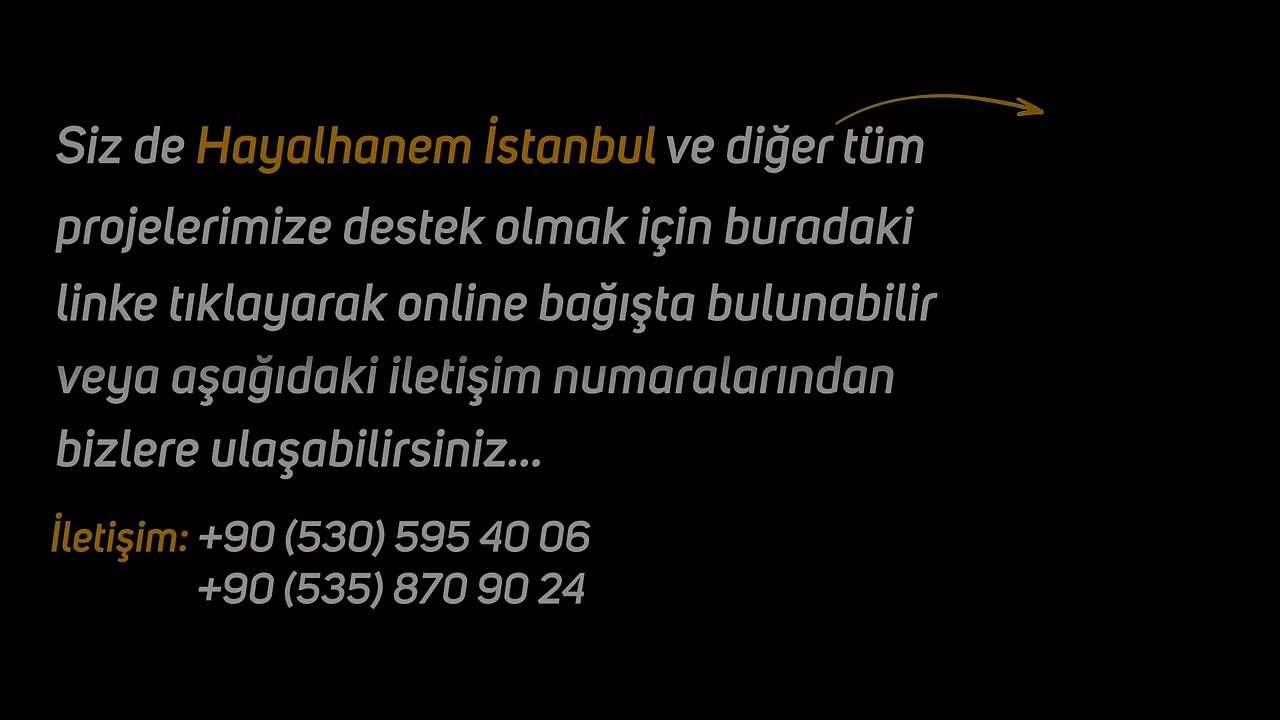 Siz de Hayalhanem İstanbul ve diğer tüm
projelerimize destek olmak için buradaki
linke tıklayarak online bağışta bulunabilir
veya aşağıdaki iletişim numaralarından
bizlere ulaşabilirsiniz...
İletişim: +90 (530) 595 40 06
+90 (535) 870 90 24